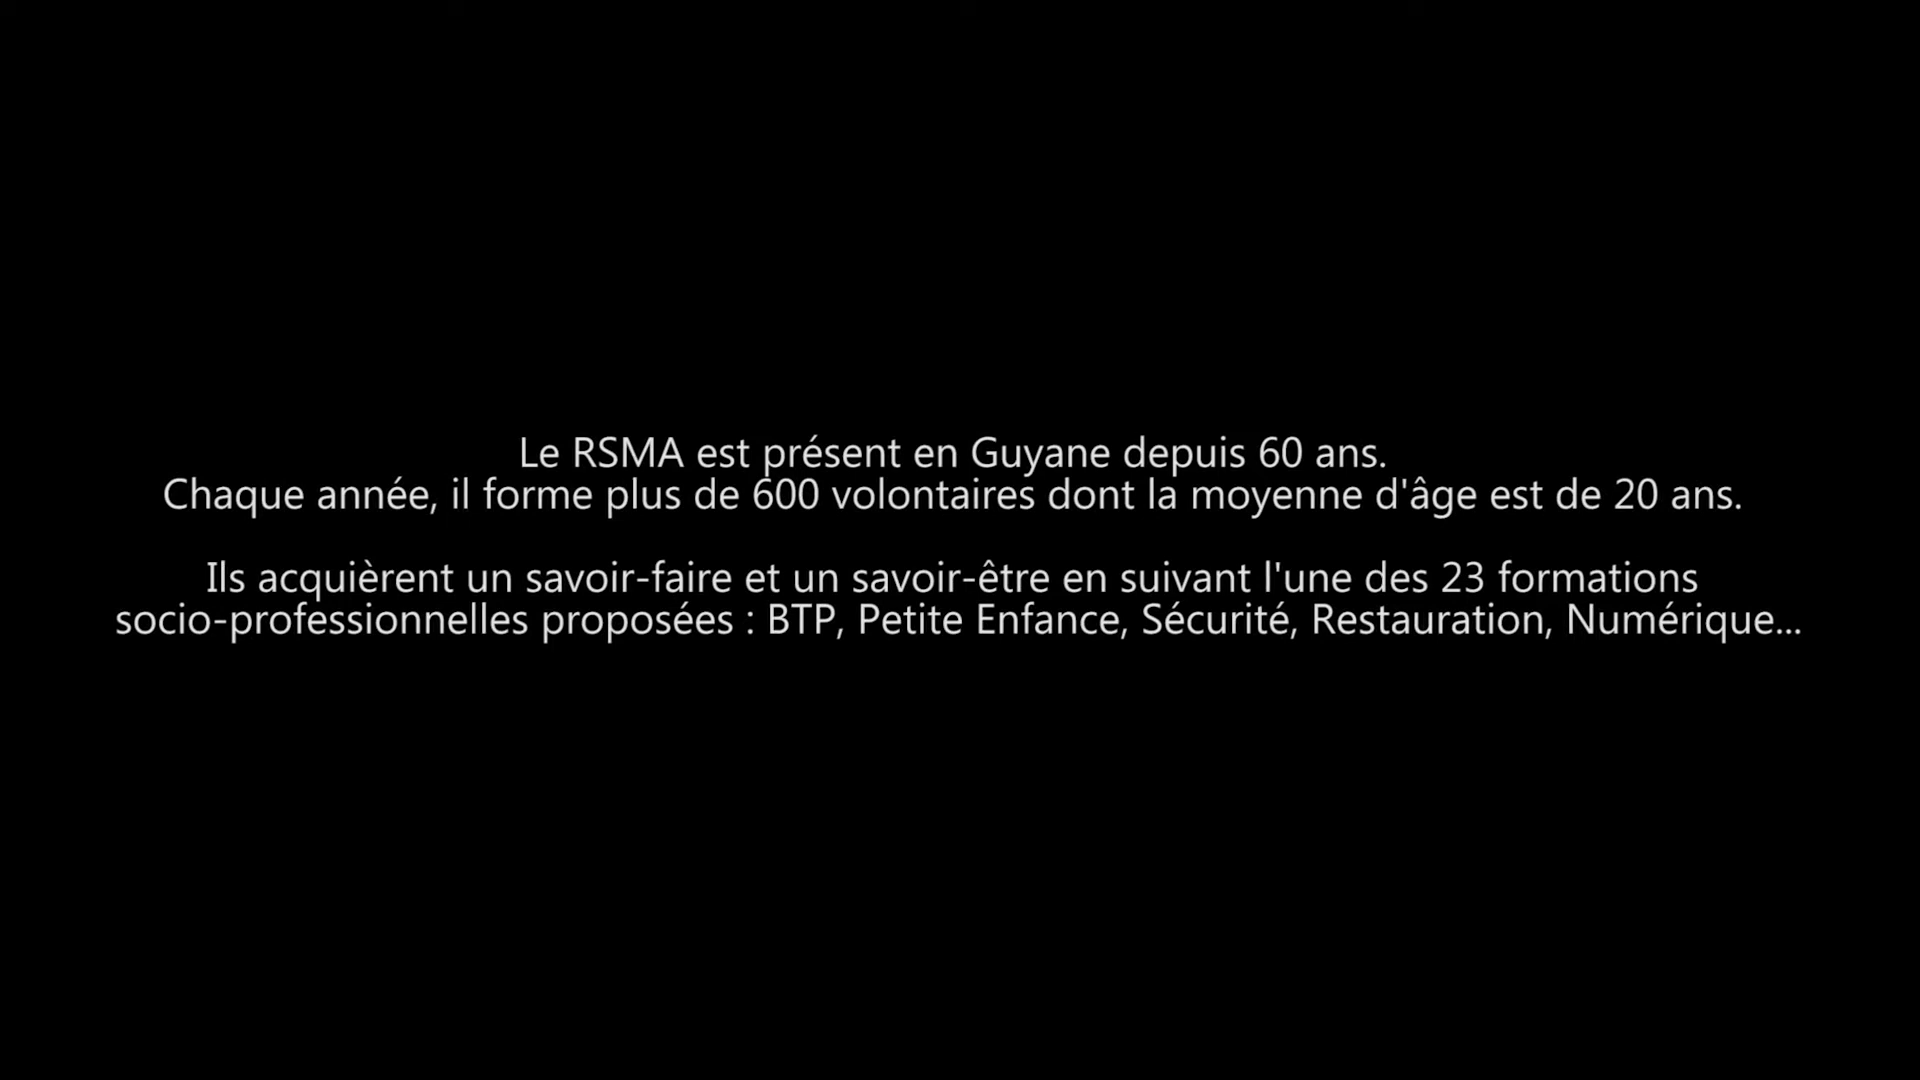 Le RSMA est présent en Guyane depuis 60 ans.
Chaque année, il forme plus de 600 volontaires dont la moyenne d'âge est de 20 ans.
Ils acquièrent un savoir-faire et un savoir-être en suivant l'une des 23 formations
socio-professionnelles proposées : BTP, Petite Enfance, Sécurité, Restauration, Numérique...